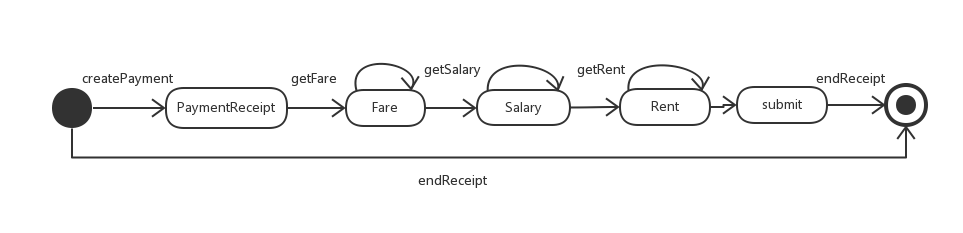 createPayment
PaymentReceipt
getFare
Fare
getSalary
Salary
getRent
Rent
submit
endReceipt
endReceipt